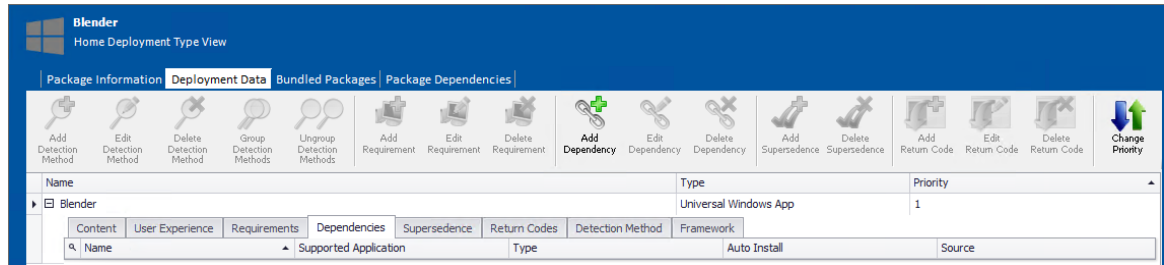 Blender
Home Deployment Type View
Package Information Deployment Data Bundled Packages Package Dependencies
Add Detection Method Edit Detection Method Delete Detection Method Group Detection Methods Ungroup Detection Methods Add Requirement Edit Requirement Delete Requirement Add Dependency Edit Dependency Delete Dependency Add Supersedence Delete Supersedence Add Return Code Edit Return Code Delete Return Code Change Priority
Name Type Priority
Blender Universal Windows App 1
Content User Experience Requirements Dependencies Supersedence Return Codes Detection Method Framework
Name Supported Application Type Auto Install Source